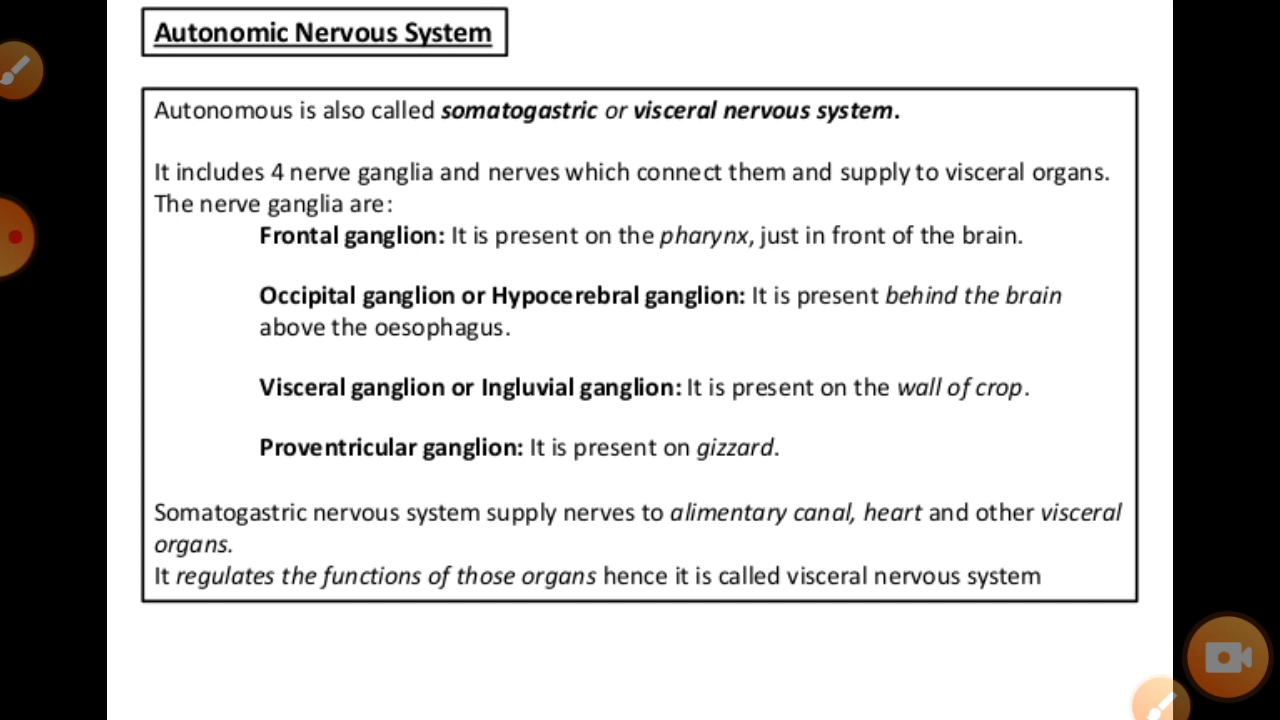 Autonomic Nervous System
Autonomous is also called somatogastric or visceral nervous system.
It includes 4 nerve ganglia and nerves which connect them and supply to visceral organs.
The nerve ganglia are:
Frontal ganglion: It is present on the pharynx, just in front of the brain.
Occipital ganglion or Hypocerebral ganglion: It is present behind the brain
above the oesophagus.
Visceral ganglion or Ingluvial ganglion: It is present on the wall of crop.
Proventricular ganglion: It is present on gizzard.
Somatogastric nervous system supply nerves to alimentary canal, heart and other visceral
organs.
It regulates the functions of those organs hence it is called visceral nervous system